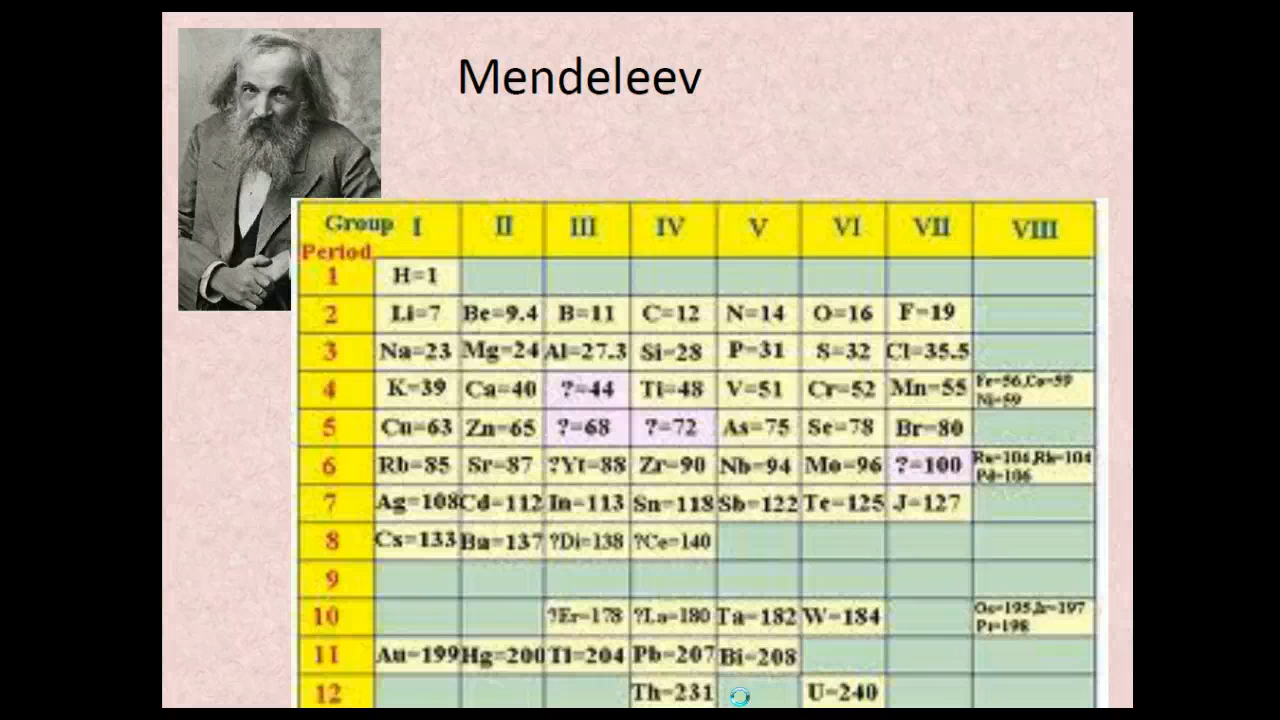 Mendeleev
Group I II III IV V VI VII VIII
Period
1 H=1
2 Li=7 Be=9.4 B=11 C=12 N=14 O=16 F=19
3 Na=23 Mg=24 Al=27.3 Si=28 P=31 S=32 Cl=35.5
4 K=39 Ca=40 ?=44 Ti=48 V=51 Cr=52 Mn=55 Fe=56,Co=59
Ni=59
5 Cu=63 Zn=65 ?=68 ?=72 As=75 Se=78 Br=80
6 Rb=85 Sr=87 ?Yt=88 Zr=90 Nb=94 Mo=96 ?=100 Ru=104,Rh=104
Pd=106
7 Ag=108 Cd=112 In=113 Sn=118 Sb=122 Te=125 J=127
8 Cs=133 Ba=137 ?Di=138 ?Ce=140
9
10 ?Er=178 ?La=180 Ta=182 W=184 Os=195,Ir=197
Pt=198
11 Au=199 Hg=200 Tl=204 Pb=207 Bi=208
12 Th=231 U=240